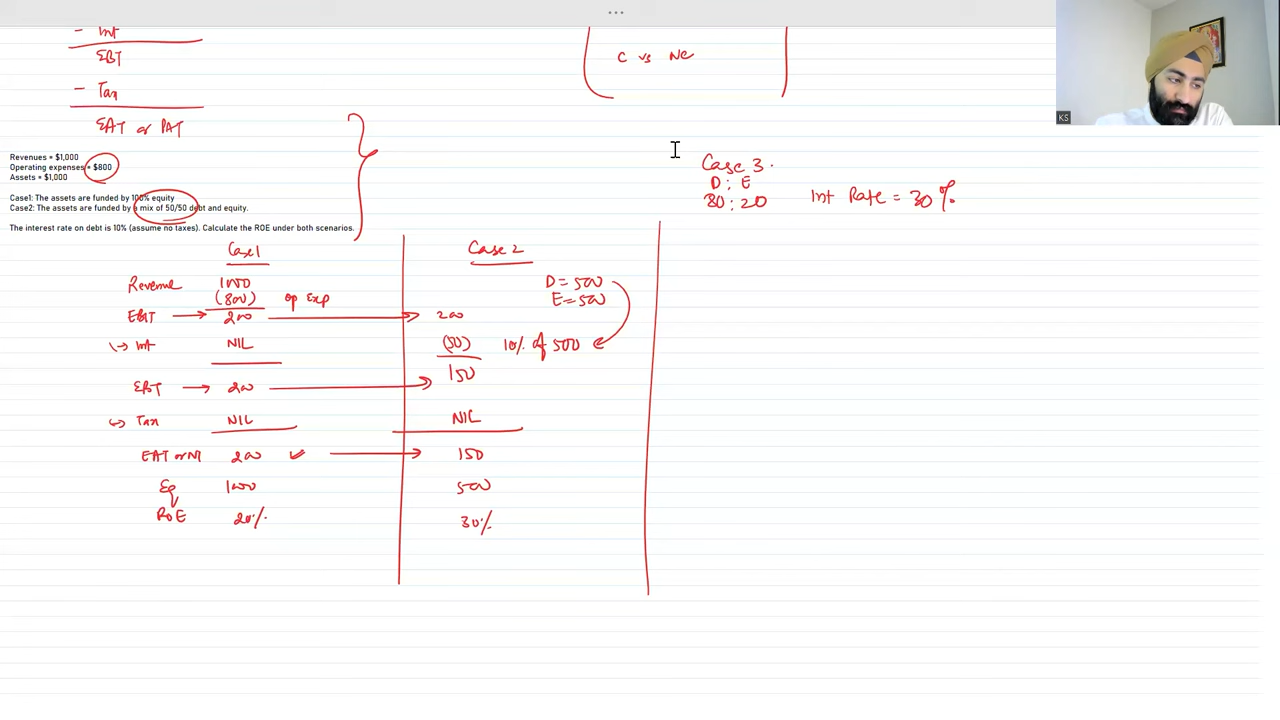 - Int
EBT
- Tax
EAT or PAT
C vs NC
Revenues = $1,000
Operating expenses = $800
Assets = $1,000
Case1: The assets are funded by 100% equity
Case2: The assets are funded by a mix of 50/50 debt and equity.
The interest rate on debt is 10% (assume no taxes). Calculate the ROE under both scenarios.
KS
Case 3.
D : E
80 : 20 Int Rate = 30%
Case 1
Case 2
Revenue 1000
(800) op Exp
EBIT → 200
(-) Int NIL
EBT → 200
(-) Tax NIL
EAT or NI 200 ✓
Eq 1000
ROE 20%
D = 500
E = 500
200
(50) 10% of 500
150
NIL
150
500
30%